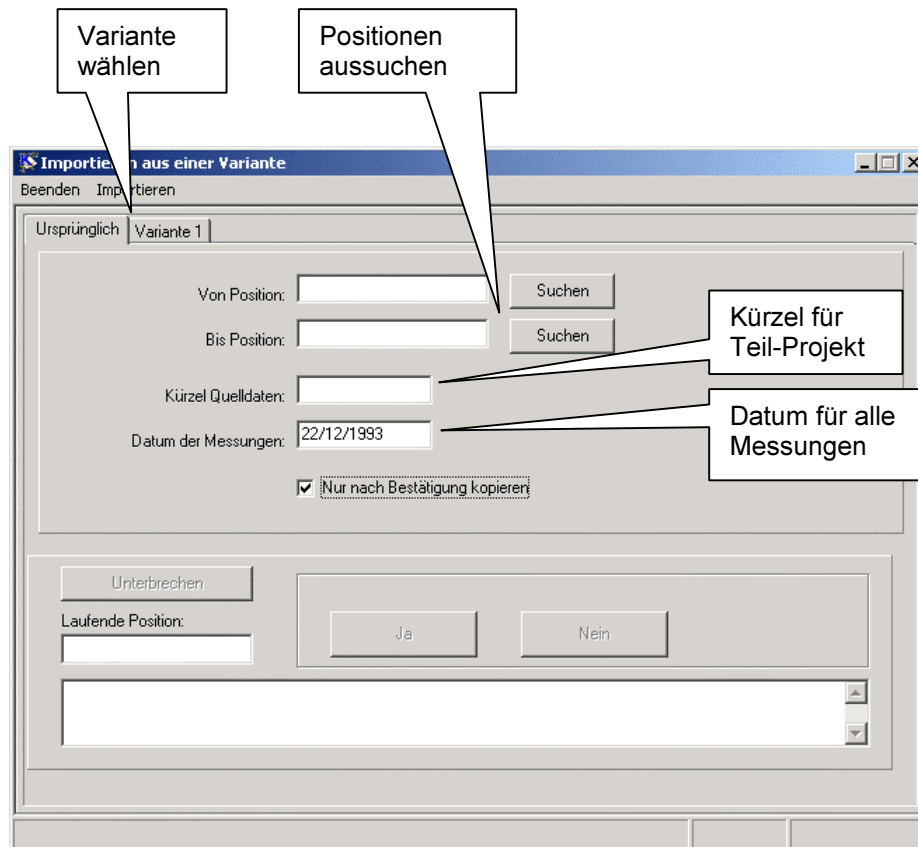 Variante
wählen
Positionen
aussuchen
Importieren aus einer Variante
Beenden Importieren
Ursprünglich Variante 1
Von Position: Suchen
Bis Position: Suchen
Kürzel für
Teil-Projekt
Kürzel Quelldaten:
Datum für alle
Messungen
Datum der Messungen: 22/12/1993
Nur nach Bestätigung kopieren
Unterbrechen
Laufende Position:
Ja Nein